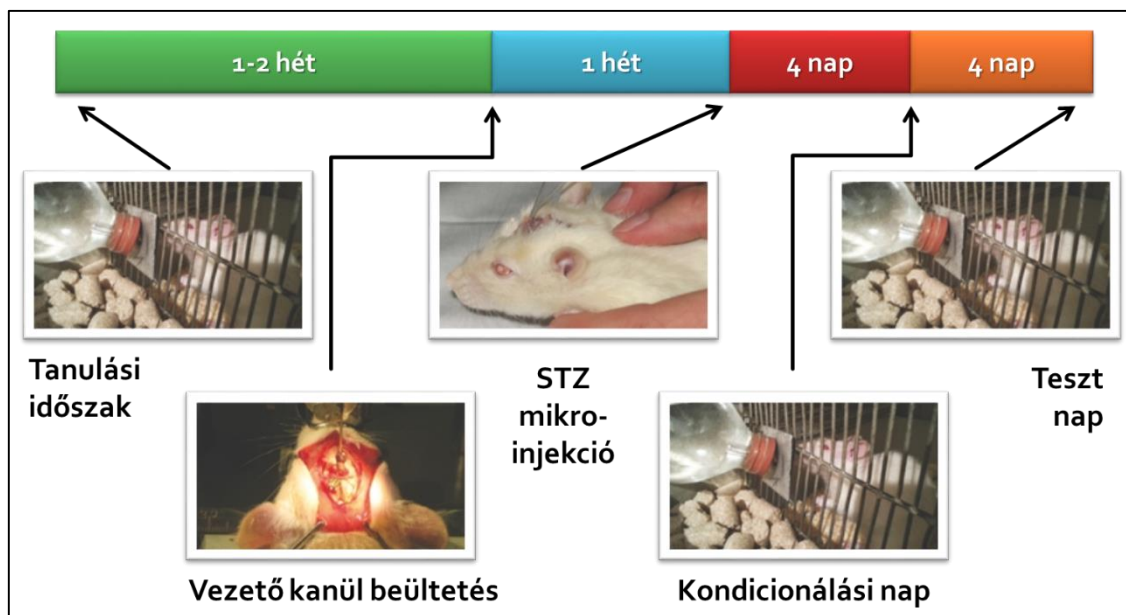 1-2 hét
1 hét
4 nap
4 nap
Tanulási
időszak
STZ
mikro-
injekció
Teszt
nap
Vezető kanül beültetés
Kondicionálási nap